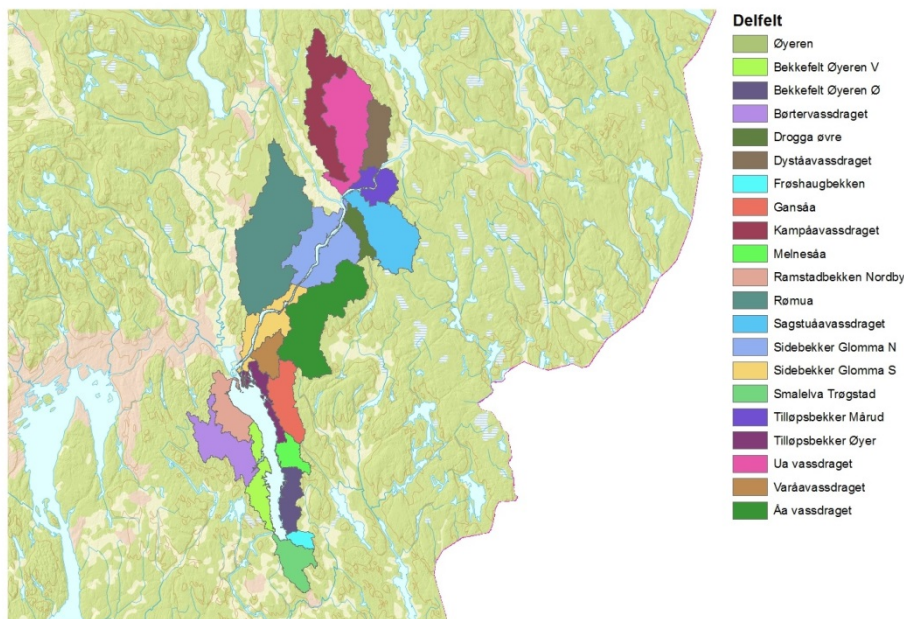 Delfelt
Øyeren
Bekkefelt Øyeren V
Bekkefelt Øyeren Ø
Børtervassdraget
Drogga øvre
Dyståavassdraget
Frøshaugbekken
Gansåa
Kampåavassdraget
Melnesåa
Ramstadbekken Nordby
Rømua
Sagstuåavassdraget
Sidebekker Glomma N
Sidebekker Glomma S
Smalelva Trøgstad
Tilløpsbekker Mårud
Tilløpsbekker Øyer
Ua vassdraget
Varåavassdraget
Åa vassdraget